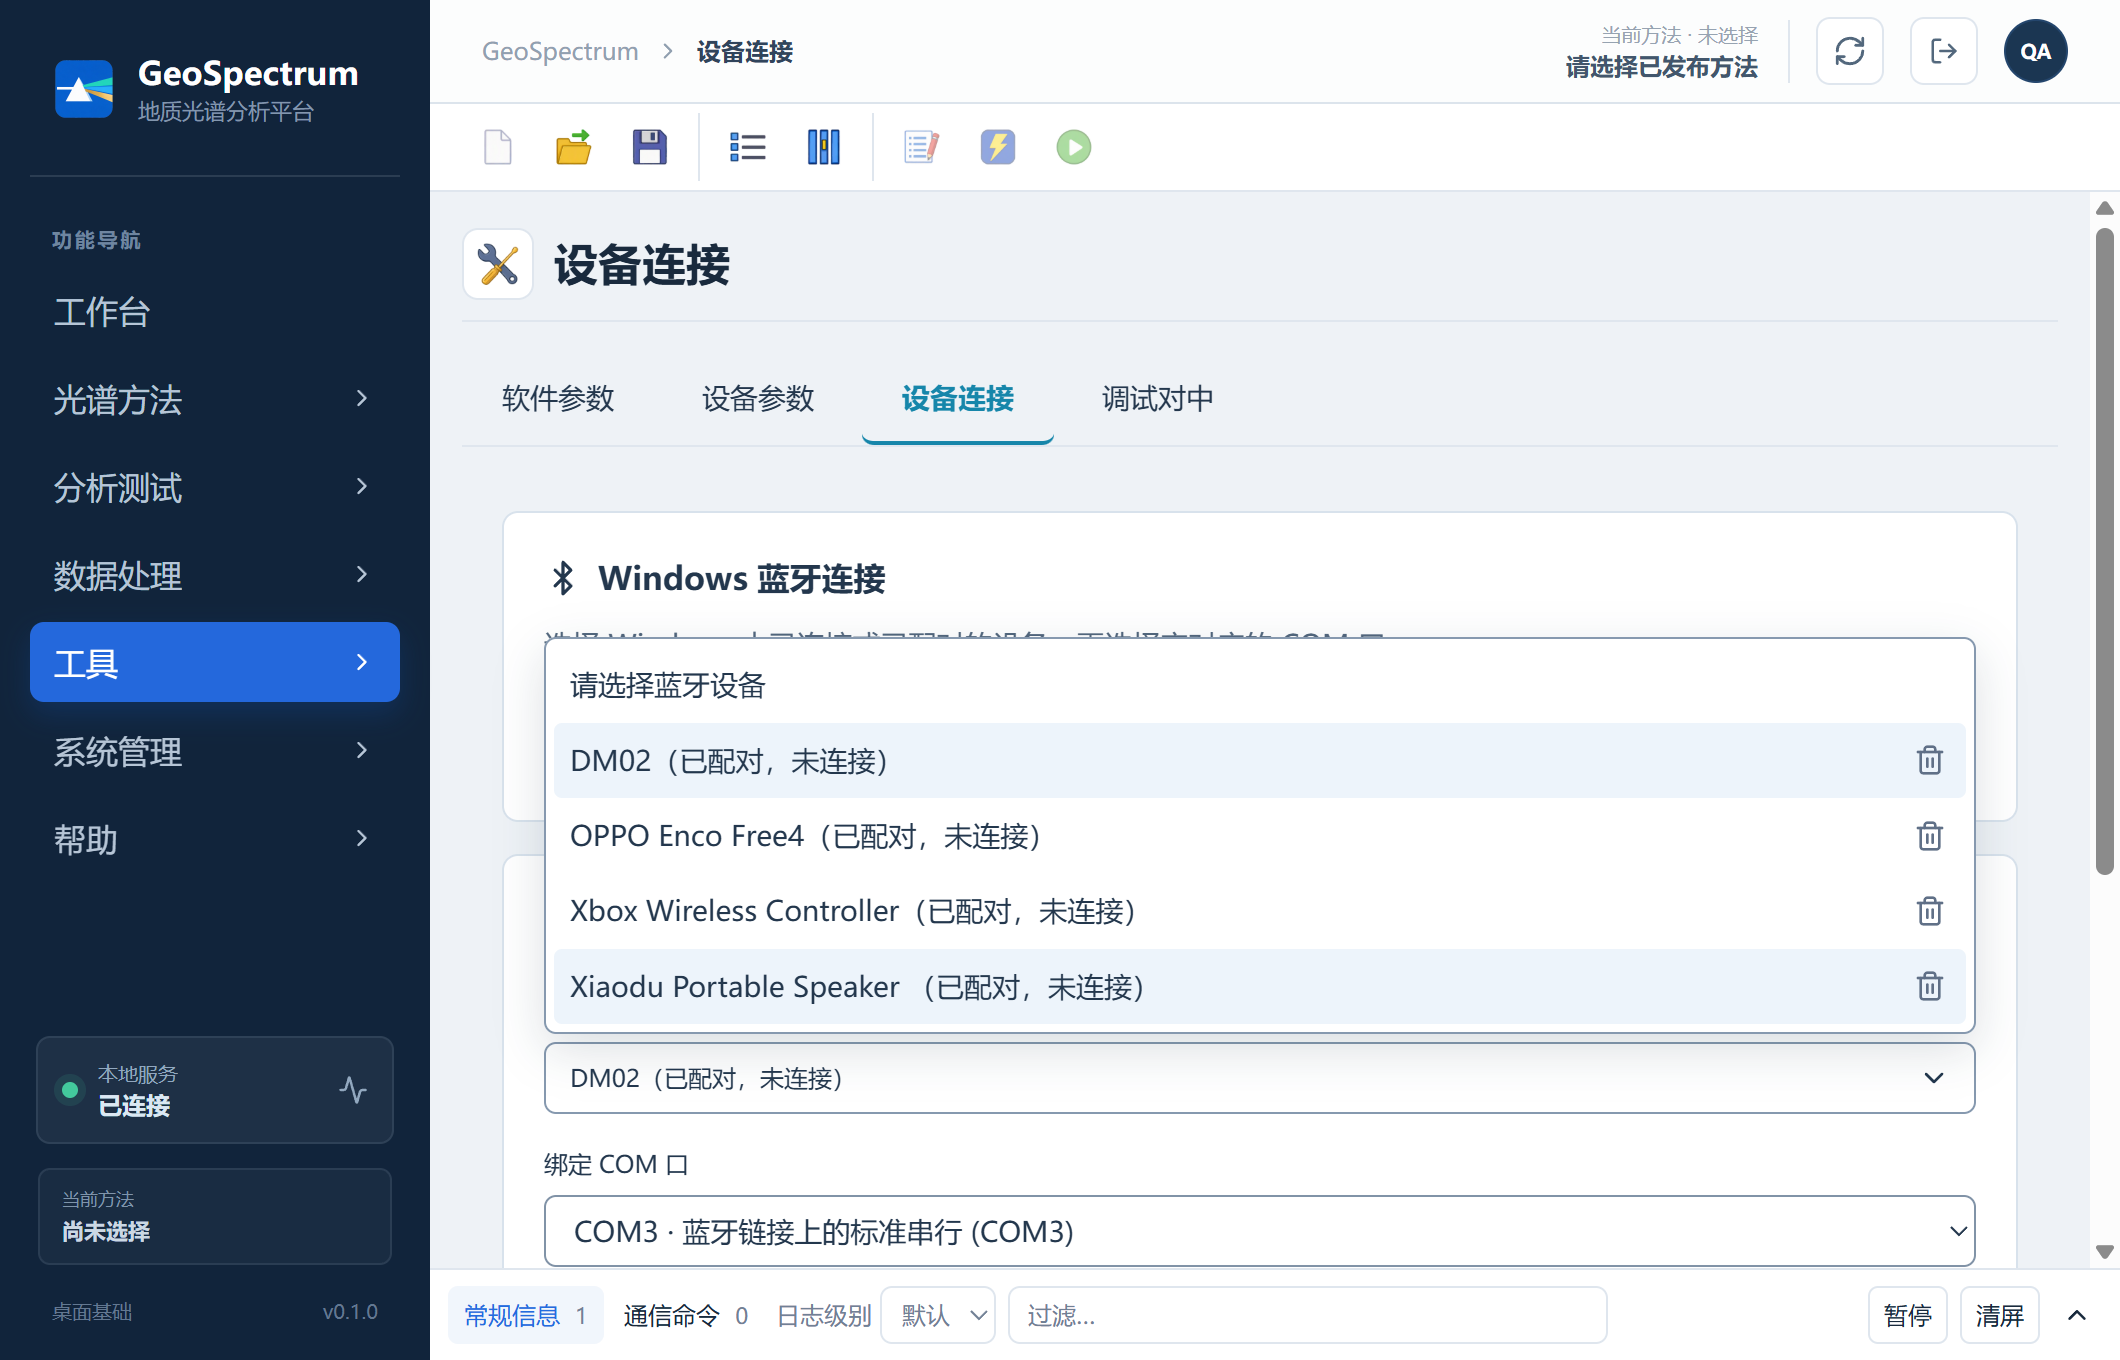 GeoSpectrum
地质光谱分析平台
功能导航
工作台
光谱方法
分析测试
数据处理
工具
系统管理
帮助
本地服务
已连接
当前方法
尚未选择
桌面基础 v0.1.0
GeoSpectrum > 设备连接
当前方法 · 未选择
请选择已发布方法
QA
设备连接
软件参数 设备参数 设备连接 调试对中
Windows 蓝牙连接
请选择蓝牙设备
DM02（已配对，未连接）
OPPO Enco Free4（已配对，未连接）
Xbox Wireless Controller（已配对，未连接）
Xiaodu Portable Speaker （已配对，未连接）
DM02（已配对，未连接）
绑定 COM 口
COM3 · 蓝牙链接上的标准串行 (COM3)
常规信息 1 通信命令 0 日志级别 默认 过滤... 暂停 清屏